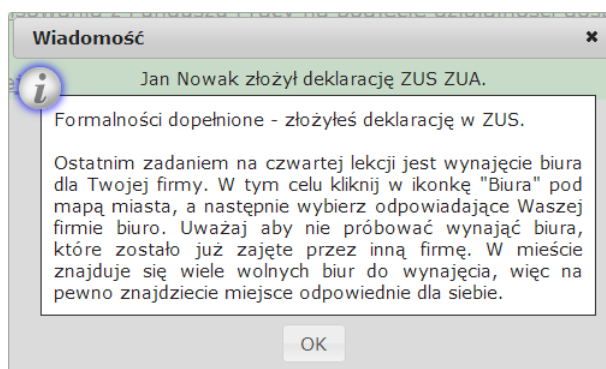 Wiadomość
Jan Nowak złożył deklarację ZUS ZUA.
Formalności dopełnione - złożyłeś deklarację w ZUS.
Ostatnim zadaniem na czwartej lekcji jest wynajęcie biura
dla Twojej firmy. W tym celu kliknij w ikonkę "Biura" pod
mapą miasta, a następnie wybierz odpowiadające Waszej
firmie biuro. Uważaj aby nie próbować wynająć biura,
które zostało już zajęte przez inną firmę. W mieście
znajduje się wiele wolnych biur do wynajęcia, więc na
pewno znajdziecie miejsce odpowiednie dla siebie.
OK